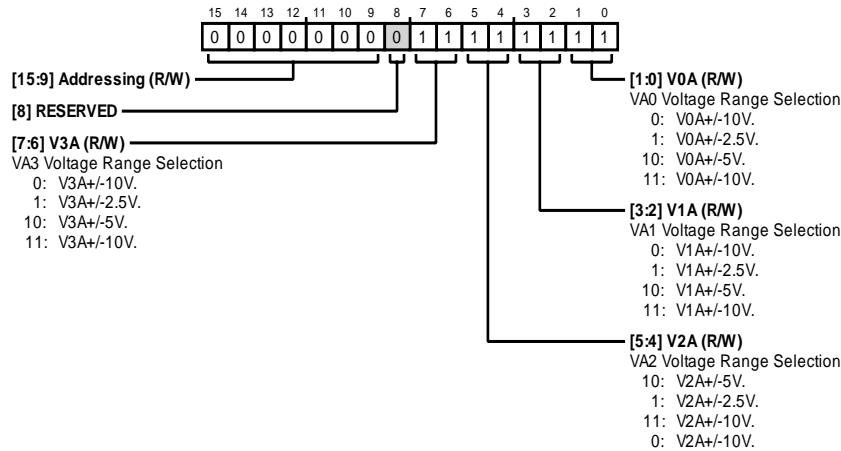 15 14 13 12 11 10 9 8 7 6 5 4 3 2 1 0
0 0 0 0 0 0 0 0 1 1 1 1 1 1 1 1
[15:9] Addressing (R/W)
[8] RESERVED
[7:6] V3A (R/W)
VA3 Voltage Range Selection
0: V3A+/-10V.
1: V3A+/-2.5V.
10: V3A+/-5V.
11: V3A+/-10V.
[1:0] V0A (R/W)
VA0 Voltage Range Selection
0: V0A+/-10V.
1: V0A+/-2.5V.
10: V0A+/-5V.
11: V0A+/-10V.
[3:2] V1A (R/W)
VA1 Voltage Range Selection
0: V1A+/-10V.
1: V1A+/-2.5V.
10: V1A+/-5V.
11: V1A+/-10V.
[5:4] V2A (R/W)
VA2 Voltage Range Selection
10: V2A+/-5V.
1: V2A+/-2.5V.
11: V2A+/-10V.
0: V2A+/-10V.